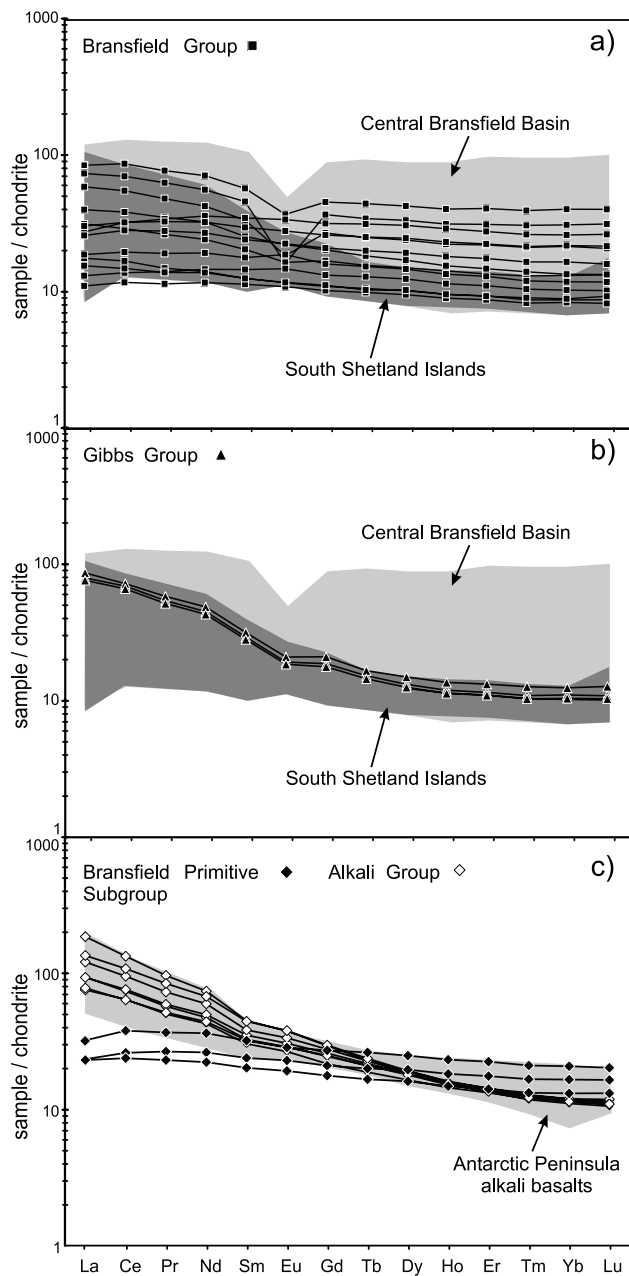 1000
Bransfield Group
a)
Central Bransfield Basin
100
sample / chondrite
10
South Shetland Islands
1
1000
Gibbs Group
b)
Central Bransfield Basin
100
sample / chondrite
10
South Shetland Islands
1
1000
Bransfield Primitive
Subgroup
Alkali Group
c)
100
sample / chondrite
10
Antarctic Peninsula
alkali basalts
1
La Ce Pr Nd Sm Eu Gd Tb Dy Ho Er Tm Yb Lu